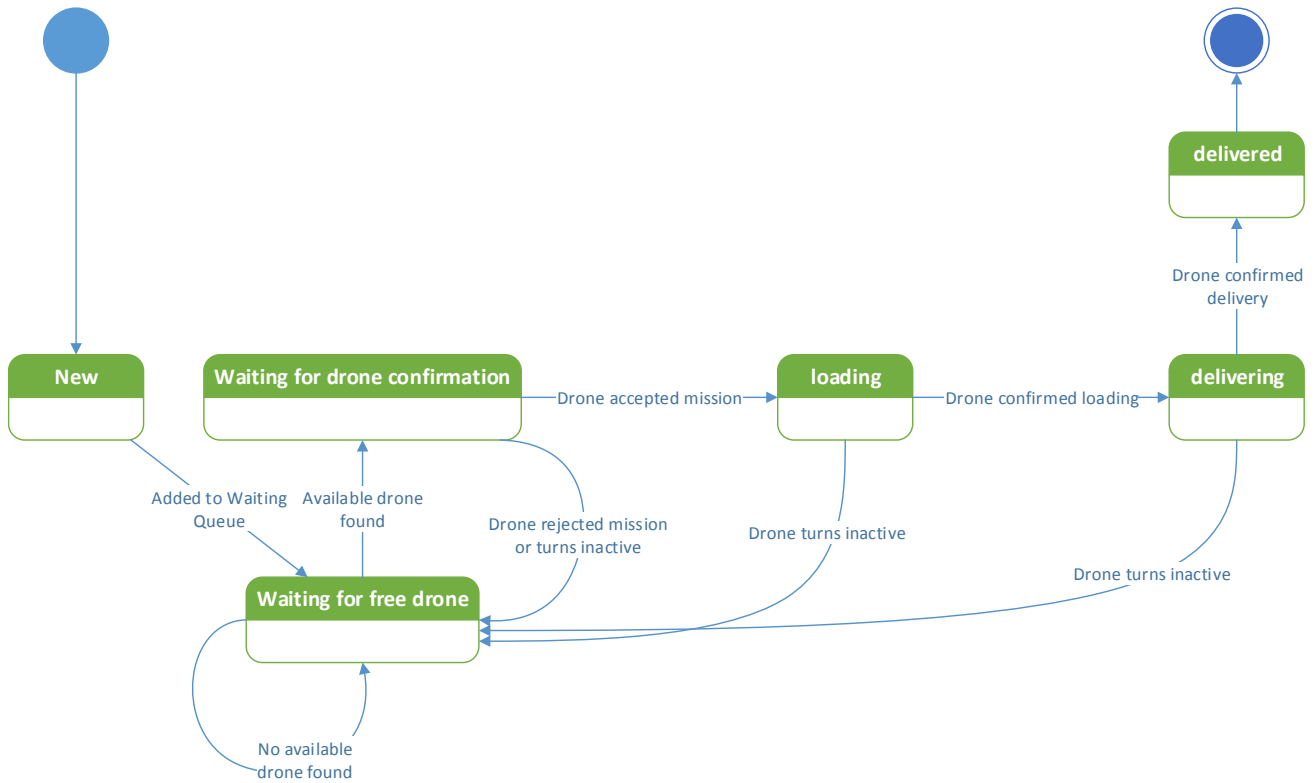 delivered
Drone confirmed
delivery
New
Waiting for drone confirmation
Drone accepted mission
loading
Drone confirmed loading
delivering
Added to Waiting
Queue
Available drone
found
Drone rejected mission
or turns inactive
Drone turns inactive
Drone turns inactive
Waiting for free drone
No available
drone found